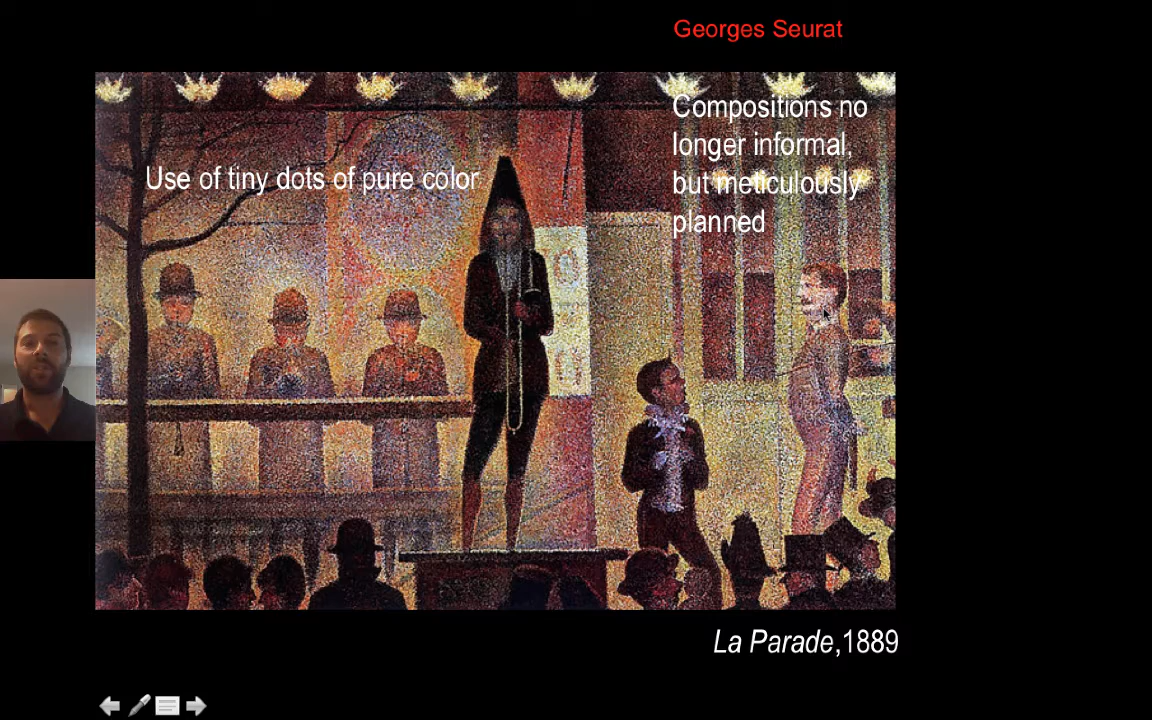 Georges Seurat
Compositions no
longer informal,
but meticulously
planned
Use of tiny dots of pure color
La Parade,1889